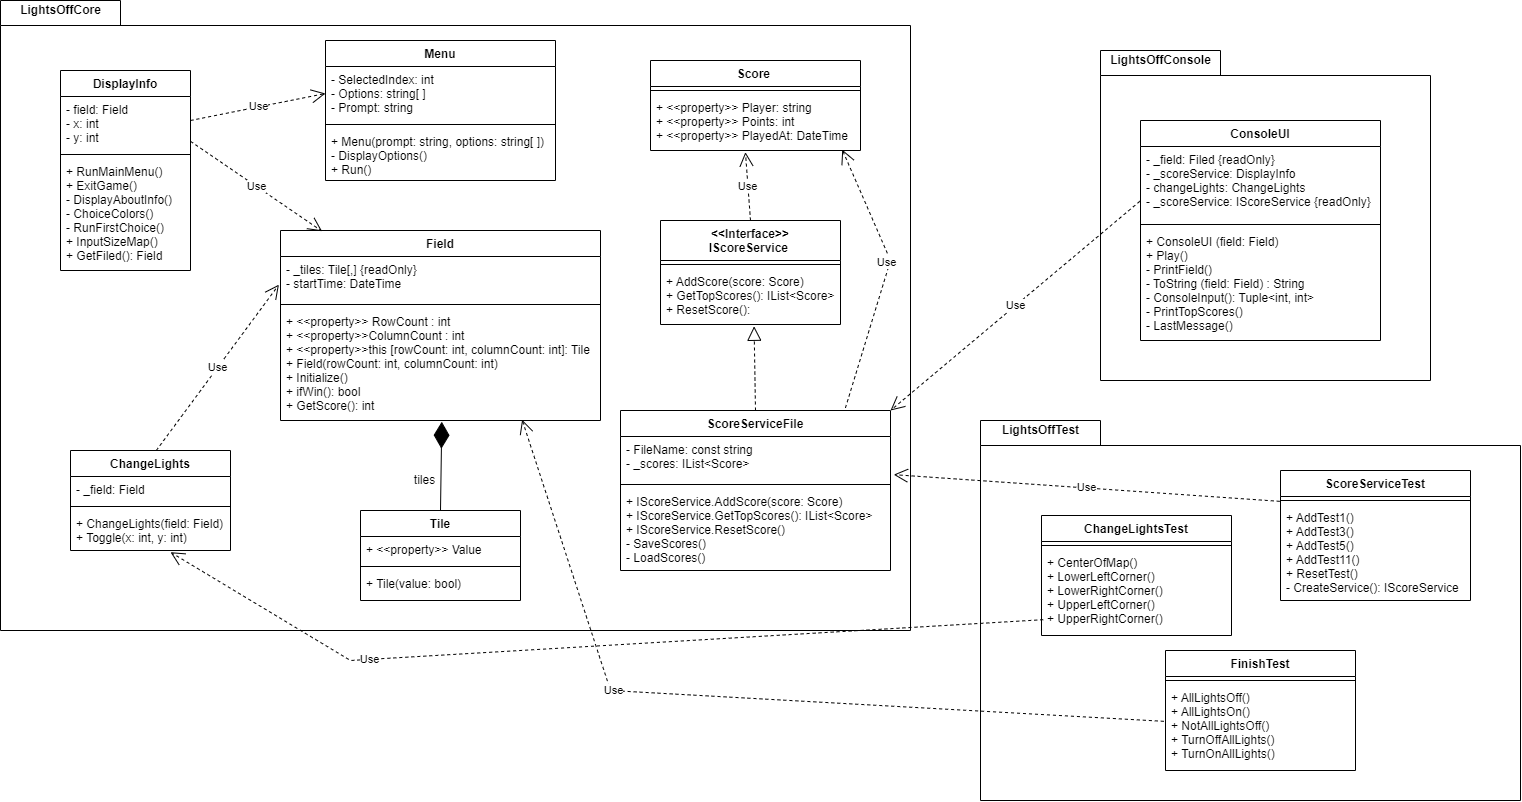 LightsOffCore
DisplayInfo
- field: Field
- x: int
- y: int
+ RunMainMenu()
+ ExitGame()
- DisplayAboutInfo()
- ChoiceColors()
- RunFirstChoice()
+ InputSizeMap()
+ GetFiled(): Field
Use
Use
Menu
- SelectedIndex: int
- Options: string[ ]
- Prompt: string
+ Menu(prompt: string, options: string[ ])
- DisplayOptions()
+ Run()
Score
+ <<property>> Player: string
+ <<property>> Points: int
+ <<property>> PlayedAt: DateTime
Use
Use
<<Interface>>
IScoreService
+ AddScore(score: Score)
+ GetTopScores(): IList<Score>
+ ResetScore():
Field
- _tiles: Tile[,] {readOnly}
- startTime: DateTime
+ <<property>> RowCount : int
+ <<property>>ColumnCount : int
+ <<property>>this [rowCount: int, columnCount: int]: Tile
+ Field(rowCount: int, columnCount: int)
+ Initialize()
+ ifWin(): bool
+ GetScore(): int
Use
tiles
ChangeLights
- _field: Field
+ ChangeLights(field: Field)
+ Toggle(x: int, y: int)
Tile
+ <<property>> Value
+ Tile(value: bool)
ScoreServiceFile
- FileName: const string
- _scores: IList<Score>
+ IScoreService.AddScore(score: Score)
+ IScoreService.GetTopScores(): IList<Score>
+ IScoreService.ResetScore()
- SaveScores()
- LoadScores()
LightsOffConsole
ConsoleUI
- _field: Filed {readOnly}
- _scoreService: DisplayInfo
- changeLights: ChangeLights
- _scoreService: IScoreService {readOnly}
+ ConsoleUI (field: Field)
+ Play()
- PrintField()
- ToString (field: Field) : String
- ConsoleInput(): Tuple<int, int>
- PrintTopScores()
- LastMessage()
Use
LightsOffTest
Use
ScoreServiceTest
+ AddTest1()
+ AddTest3()
+ AddTest5()
+ AddTest11()
+ ResetTest()
- CreateService(): IScoreService
ChangeLightsTest
+ CenterOfMap()
+ LowerLeftCorner()
+ LowerRightCorner()
+ UpperLeftCorner()
+ UpperRightCorner()
Use
FinishTest
+ AllLightsOff()
+ AllLightsOn()
+ NotAllLightsOff()
+ TurnOffAllLights()
+ TurnOnAllLights()
Use